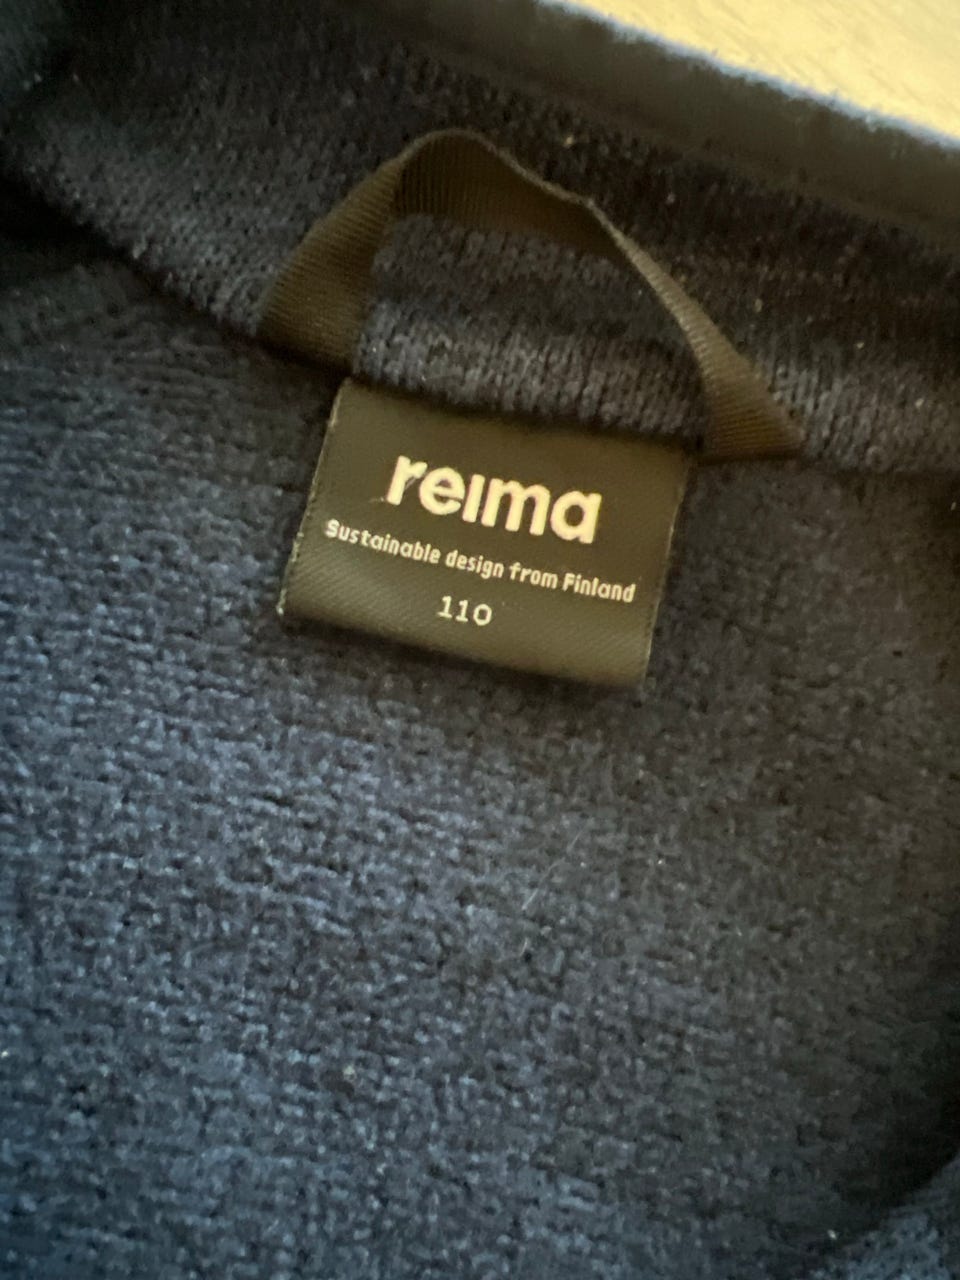 reima
Sustainable design from Finland
110